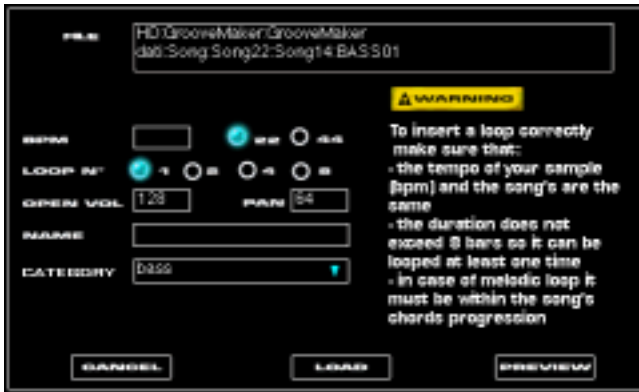 FILE
HD:GrooveMaker:GrooveMaker
dati:Song:Song22:Song14:BASS01
WARNING
BPM 22 44
LOOP N° 1 2 4 8
OPEN VOL 128 PAN 64
NAME
CATEGORY bass
To insert a loop correctly
make sure that:
- the tempo of your sample
(bpm) and the song's are the
same
- the duration does not
exceed 8 bars so it can be
looped at least one time
- in case of melodic loop it
must be within the song's
chords progression
CANCEL LOAD PREVIEW